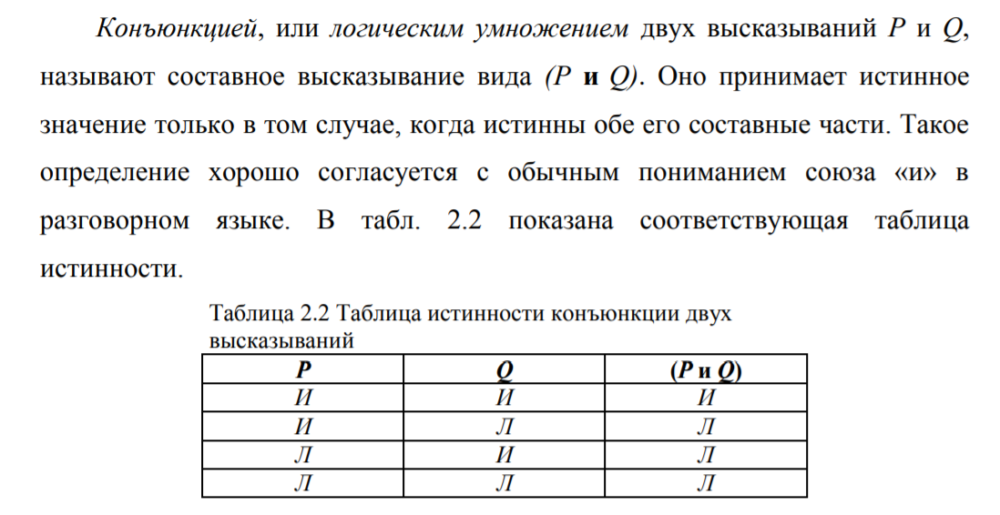 Конъюнкцией, или логическим умножением двух высказываний P и Q,
называют составное высказывание вида (P и Q). Оно принимает истинное
значение только в том случае, когда истинны обе его составные части. Такое
определение хорошо согласуется с обычным пониманием союза «и» в
разговорном языке. В табл. 2.2 показана соответствующая таблица
истинности.
Таблица 2.2 Таблица истинности конъюнкции двух
высказываний
P Q (P и Q)
И И И
И Л Л
Л И Л
Л Л Л